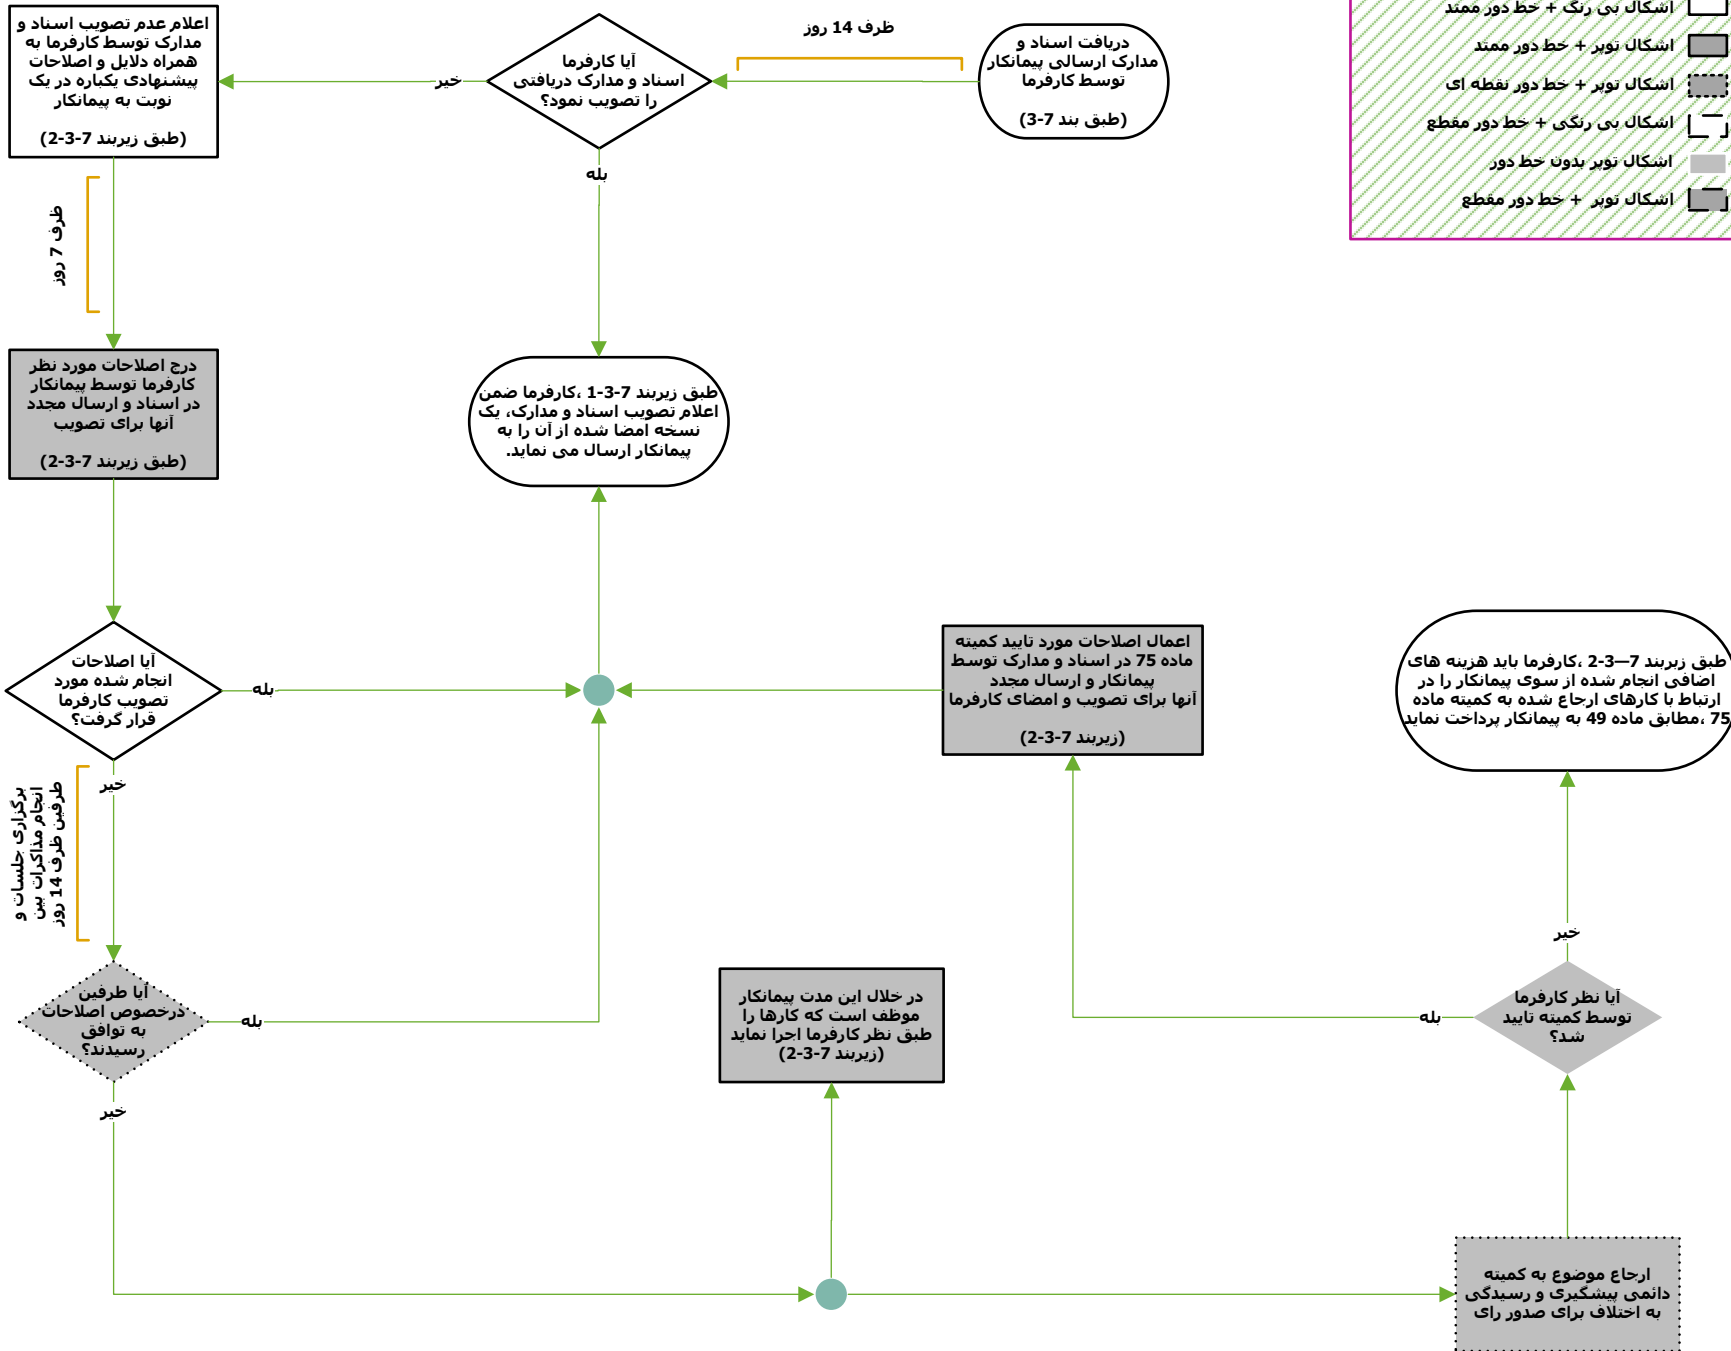 اشکال بی رنگ + خط دور ممتد
اشکال توپر + خط دور ممتد
اشکال توپر + خط دور نقطه ای
اشکال بی رنگی + خط دور مقطع
اشکال توپر بدون خط دور
اشکال توپر + خط دور مقطع
دریافت اسناد و
مدارک ارسالی پیمانکار
توسط کارفرما
(طبق بند 7-3)
ظرف 14 روز
آیا کارفرما
اسناد و مدارک دریافتی
را تصویب نمود؟
خیر
بله
اعلام عدم تصویب اسناد و
مدارک توسط کارفرما به
همراه دلایل و اصلاحات
پیشنهادی یکباره در یک
نوبت به پیمانکار
(طبق زیربند 7-3-2)
ظرف 7 روز
درج اصلاحات مورد نظر
کارفرما توسط پیمانکار
در اسناد و ارسال مجدد
آنها برای تصویب
(طبق زیربند 7-3-2)
طبق زیربند 7-3-1 ،کارفرما ضمن
اعلام تصویب اسناد و مدارک، یک
نسخه امضا شده از آن را به
پیمانکار ارسال می نماید.
آیا اصلاحات
انجام شده مورد
تصویب کارفرما
قرار گرفت؟
بله
خیر
برگزاری جلسات و
انجام مذاکرات بین
طرفین ظرف 14 روز
اعمال اصلاحات مورد تایید کمیته
ماده 75 در اسناد و مدارک توسط
پیمانکار و ارسال مجدد
آنها برای تصویب و امضای کارفرما
(زیربند 7-3-2)
طبق زیربند 7—3-2 ،کارفرما باید هزینه های
اضافی انجام شده از سوی پیمانکار را در
ارتباط با کارهای ارجاع شده به کمیته ماده
75 ،مطابق ماده 49 به پیمانکار پرداخت نماید
آیا طرفین
درخصوص اصلاحات
به توافق
رسیدند؟
بله
خیر
در خلال این مدت پیمانکار
موظف است که کارها را
طبق نظر کارفرما اجرا نماید
(زیربند 7-3-2)
خیر
آیا نظر کارفرما
توسط کمیته تایید
شد؟
بله
ارجاع موضوع به کمیته
دائمی پیشگیری و رسیدگی
به اختلاف برای صدور رای